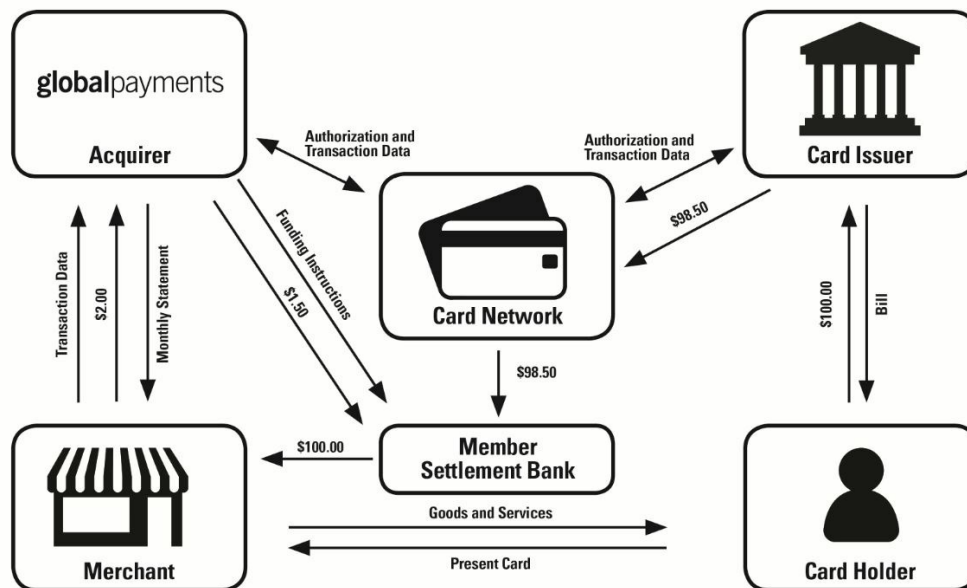 globalpayments
Acquirer
Card Issuer
Authorization and
Transaction Data
Authorization and
Transaction Data
$98.50
Card Network
Funding Instructions
$1.50
Transaction Data
$2.00
Monthly Statement
$100.00
Bill
$98.50
Member
Settlement Bank
$100.00
Goods and Services
Present Card
Merchant
Card Holder